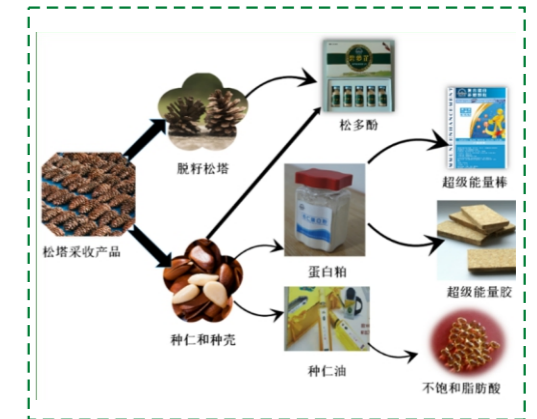 松多酚
脱籽松塔
超级能量棒
松塔采收产品
蛋白粕
超级能量胶
种仁和种壳
种仁油
不饱和脂肪酸